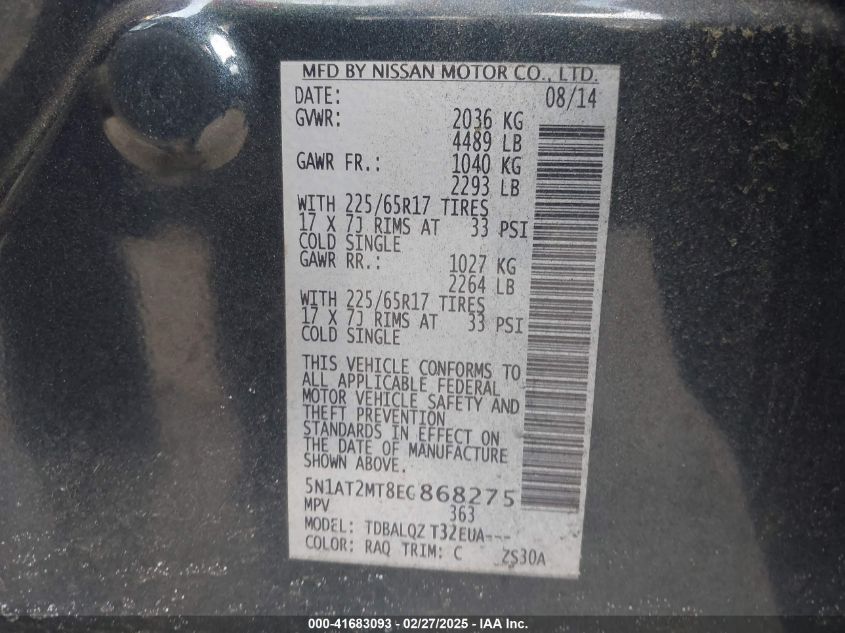 MFD BY NISSAN MOTOR CO., LTD.
DATE: 08/14
GVWR: 2036 KG
4489 LB
GAWR FR.: 1040 KG
2293 LB
WITH 225/65R17 TIRES
17 X 7J RIMS AT 33 PSI
COLD SINGLE
GAWR RR.: 1027 KG
2264 LB
WITH 225/65R17 TIRES
17 X 7J RIMS AT 33 PSI
COLD SINGLE
THIS VEHICLE CONFORMS TO
ALL APPLICABLE FEDERAL
MOTOR VEHICLE SAFETY AND
THEFT PREVENTION
STANDARDS IN EFFECT ON
THE DATE OF MANUFACTURE
SHOWN ABOVE.
5N1AT2MT8EC868275
MPV 363
MODEL: TDBALQZ T32EUA---
COLOR: RAQ TRIM: C ZS30A
000-41683093 / 02/27/2025 - IAA Inc.